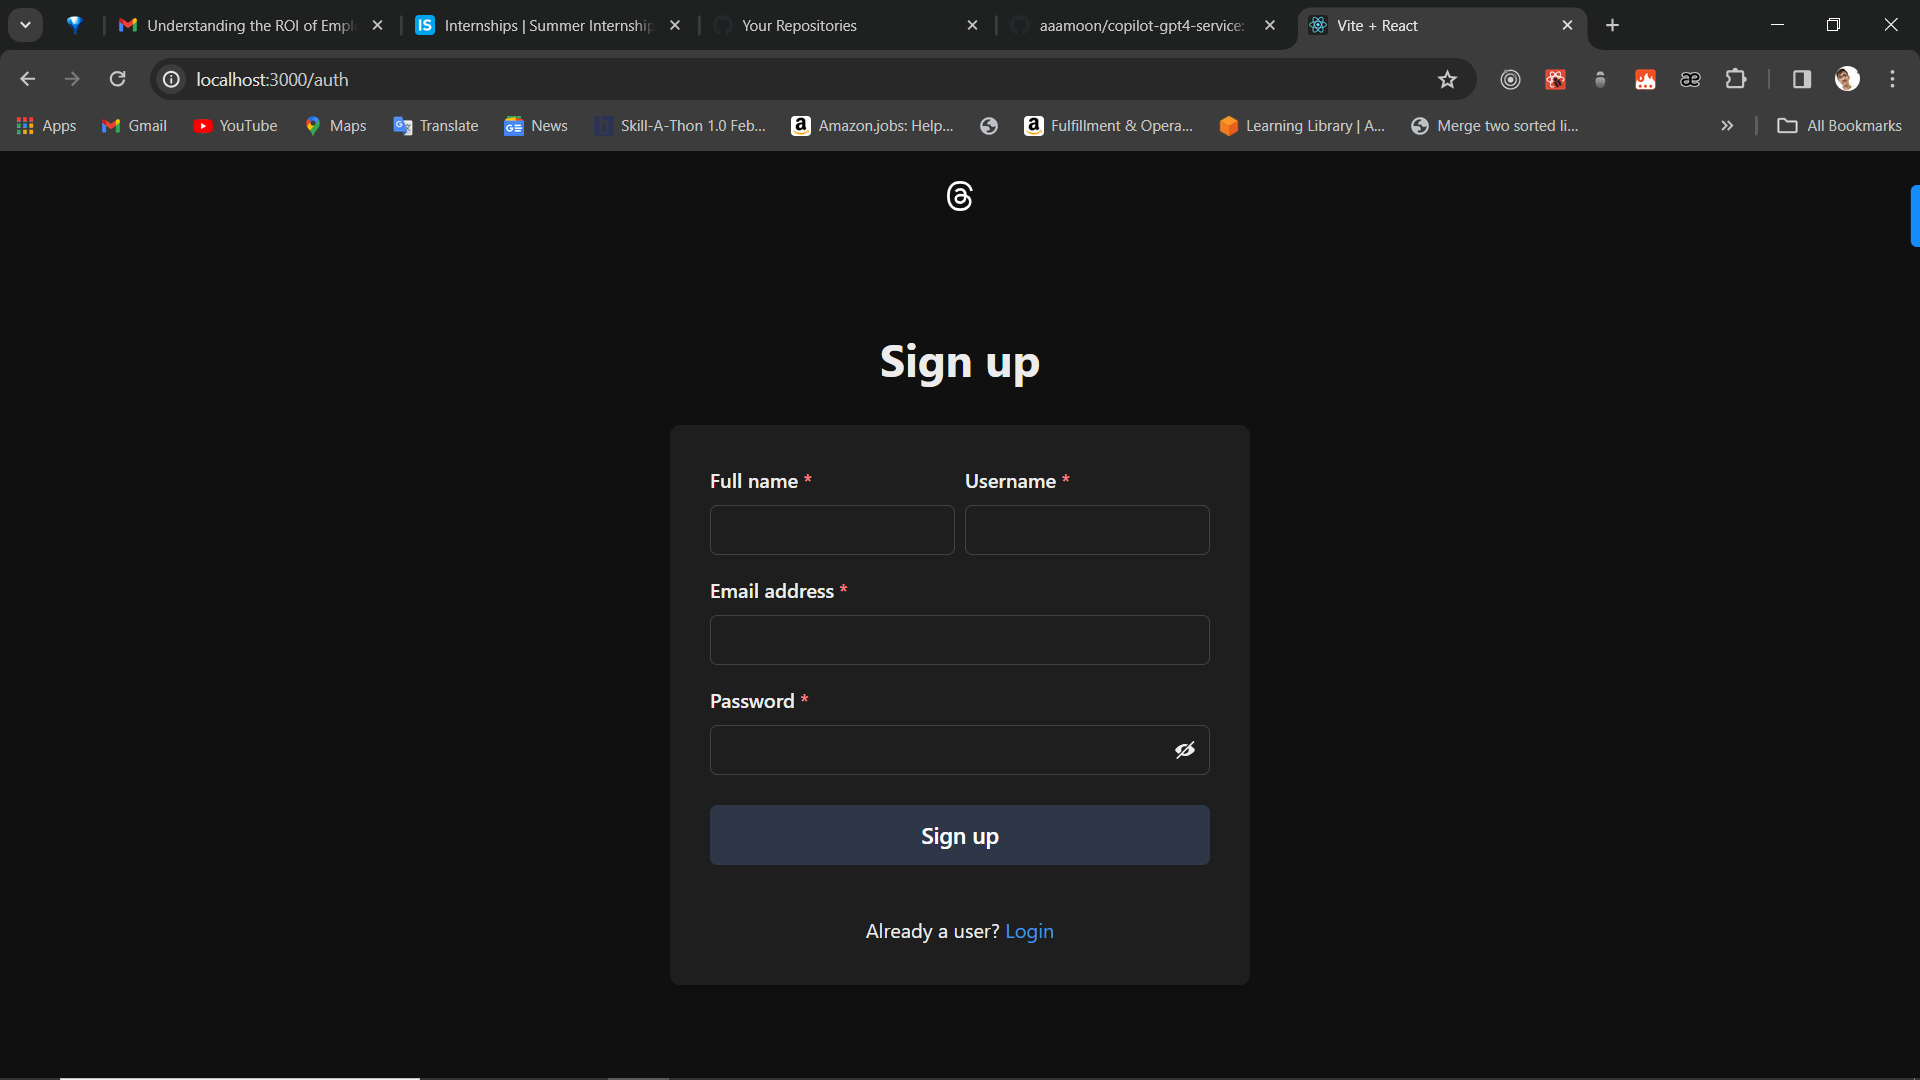 Understanding the ROI of Empl
Internships | Summer Internship
Your Repositories
aaamoon/copilot-gpt4-service:
Vite + React
localhost:3000/auth
Apps
Gmail
YouTube
Maps
Translate
News
Skill-A-Thon 1.0 Feb...
Amazon.jobs: Help...
Fulfillment & Opera...
Learning Library | A...
Merge two sorted li...
All Bookmarks
Sign up
Full name *
Username *
Email address *
Password *
Sign up
Already a user? Login